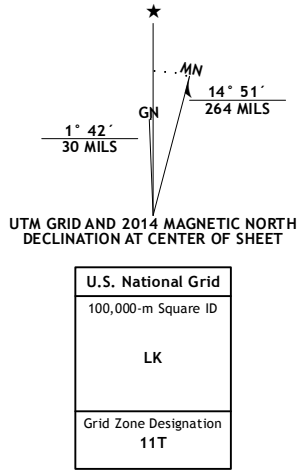 MN
GN
14° 51´
264 MILS
1° 42´
30 MILS
UTM GRID AND 2014 MAGNETIC NORTH
DECLINATION AT CENTER OF SHEET
U.S. National Grid
100,000-m Square ID
LK
Grid Zone Designation
11T